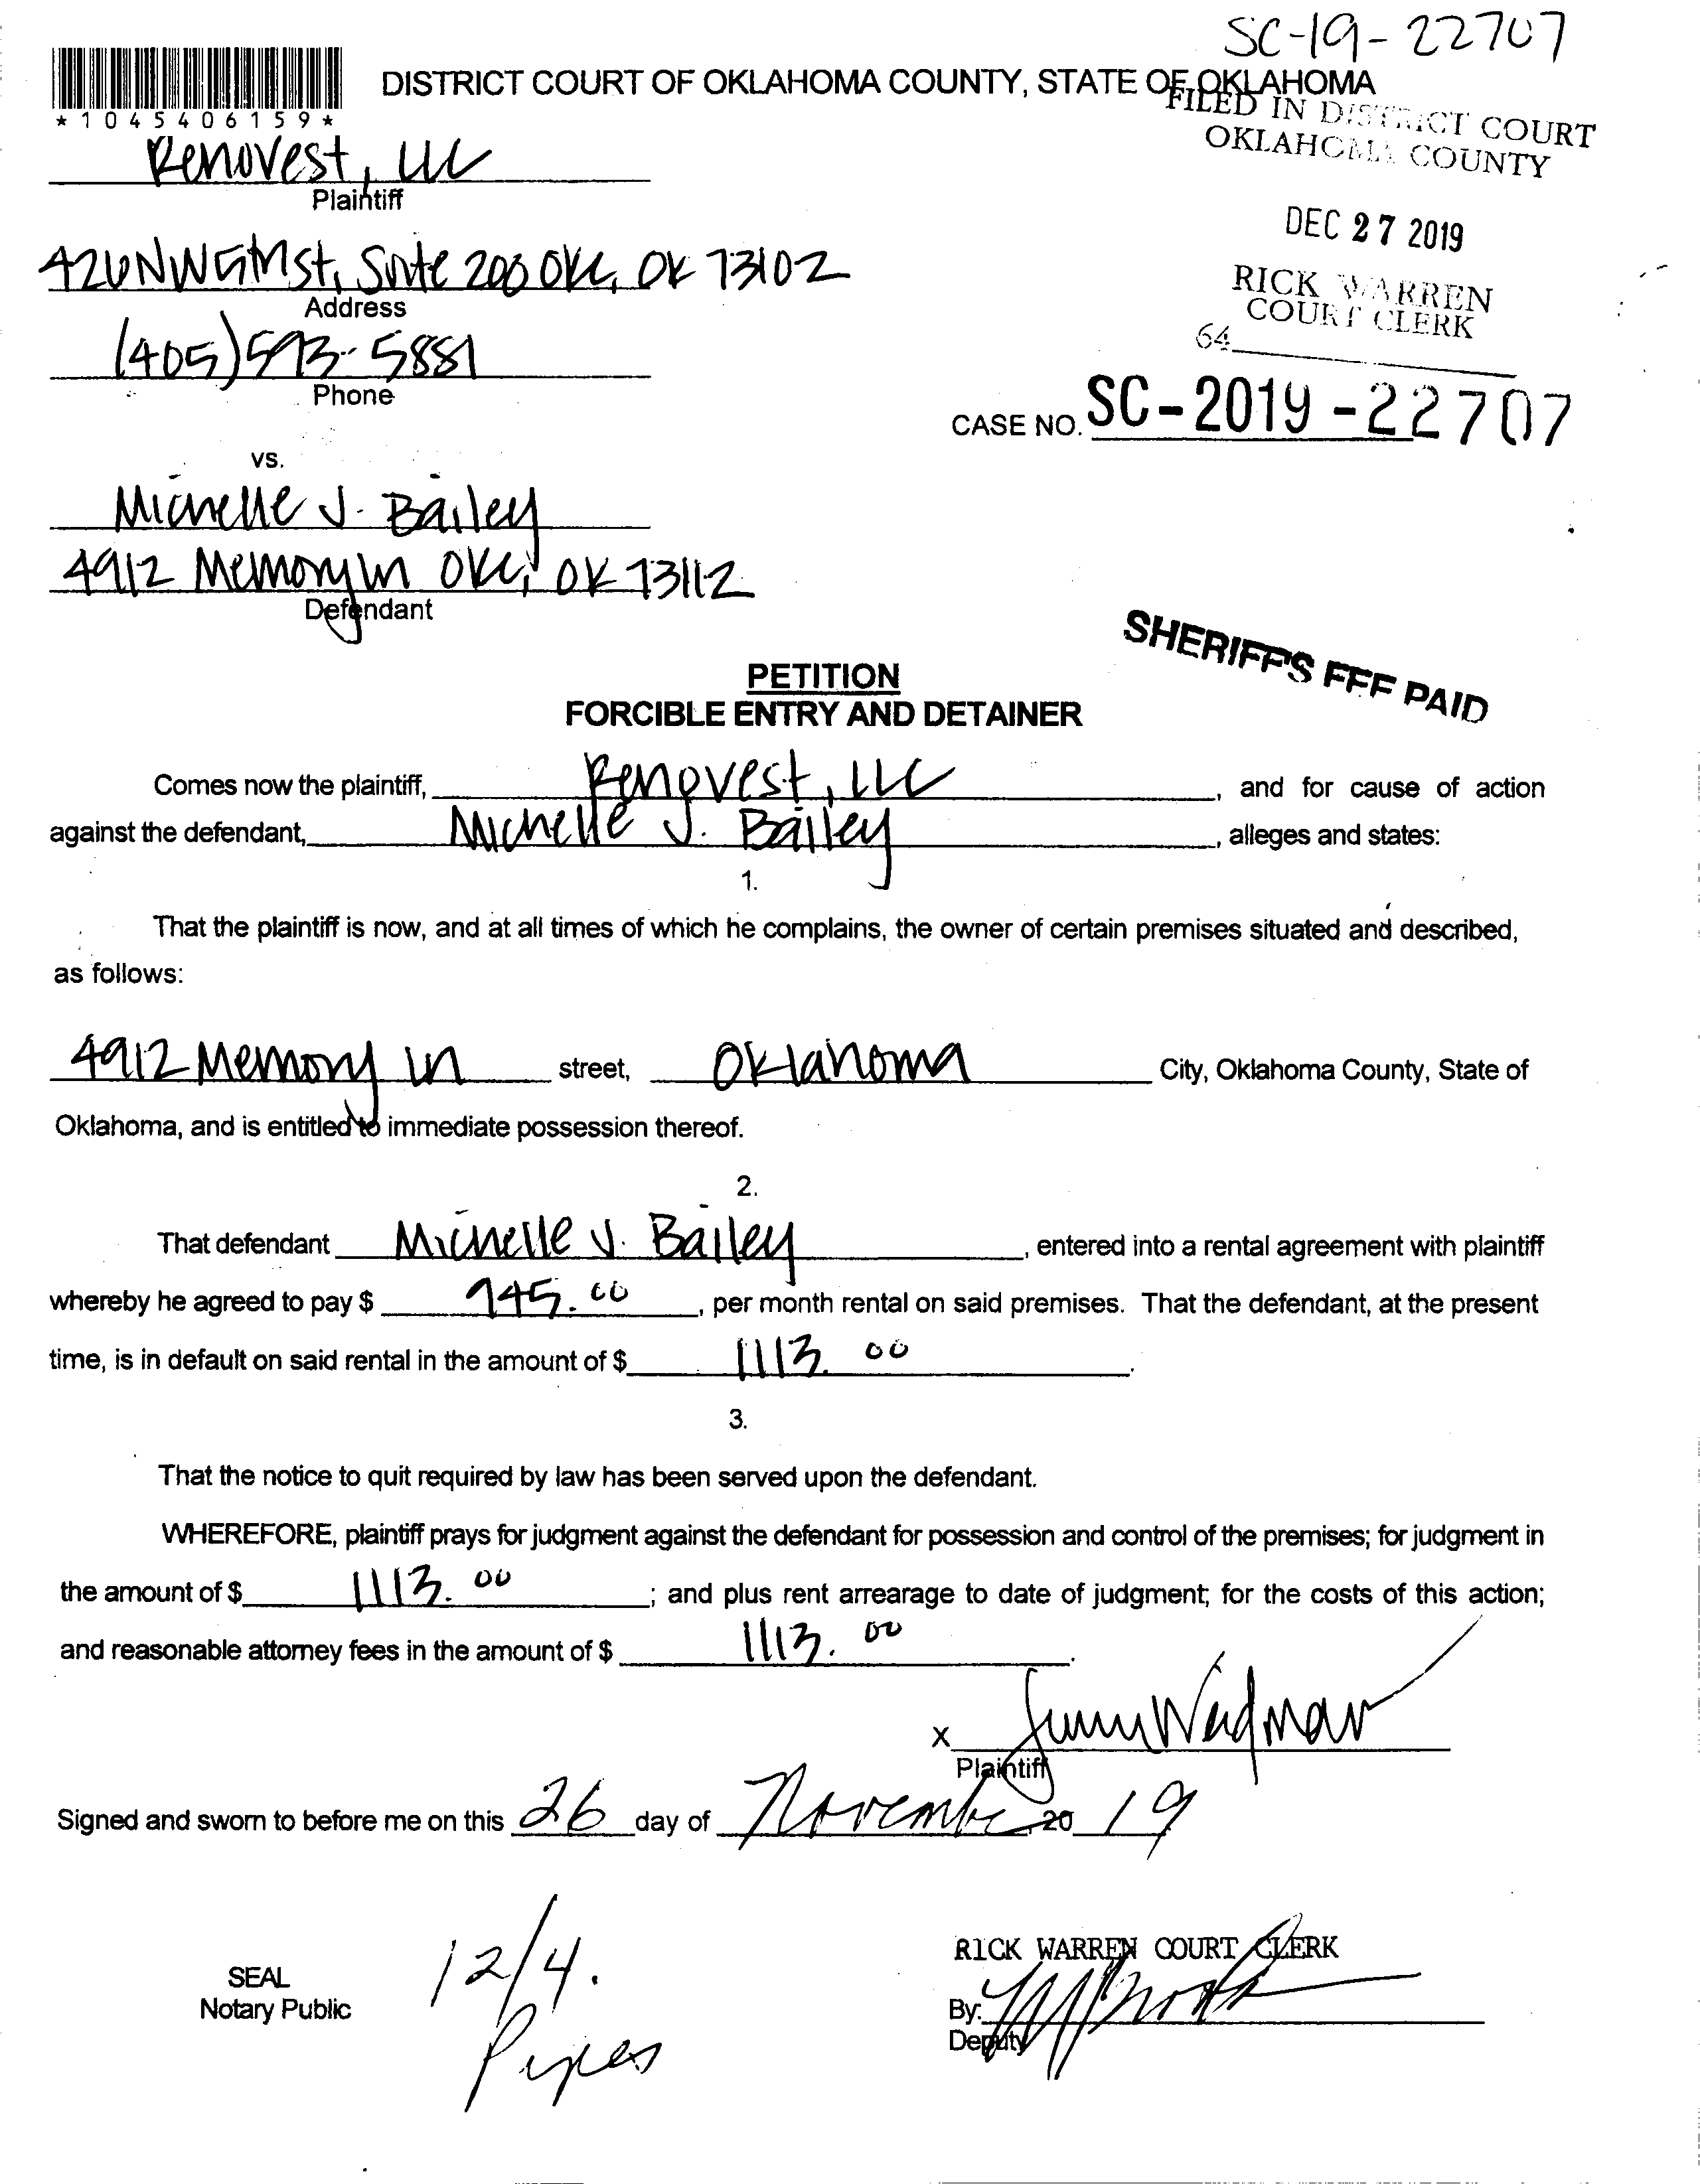 SC-19-22707
*1045406159*
DISTRICT COURT OF OKLAHOMA COUNTY, STATE OF OKLAHOMA
FILED IN DISTRICT COURT
OKLAHOMA COUNTY
Renovest, LLC
Plaintiff
DEC 27 2019
426 NW 5th St, Suite 200 OKC, OK 73102
Address
RICK WARREN
COURT CLERK
64
(405) 593-5881
Phone
CASE NO. SC-2019-22707
vs.
Michelle J. Bailey
4912 Memory Ln OKC, OK 73112
Defendant
SHERIFF'S FEE PAID
PETITION
FORCIBLE ENTRY AND DETAINER
Comes now the plaintiff, Renovest, LLC, and for cause of action
against the defendant, Michelle J. Bailey, alleges and states:
1.
That the plaintiff is now, and at all times of which he complains, the owner of certain premises situated and described,
as follows:
4912 Memory Ln street, Oklahoma City, Oklahoma County, State of
Oklahoma, and is entitled to immediate possession thereof.
2.
That defendant Michelle J. Bailey, entered into a rental agreement with plaintiff
whereby he agreed to pay $ 945.00, per month rental on said premises. That the defendant, at the present
time, is in default on said rental in the amount of $ 1113.00.
3.
That the notice to quit required by law has been served upon the defendant.
WHEREFORE, plaintiff prays for judgment against the defendant for possession and control of the premises; for judgment in
the amount of $ 1113.00; and plus rent arrearage to date of judgment; for the costs of this action;
and reasonable attorney fees in the amount of $ 1113.00.
X
Plaintiff
Signed and sworn to before me on this 26 day of November, 20 19
12/4.
Pipes
SEAL
Notary Public
RICK WARREN COURT CLERK
By:
Deputy